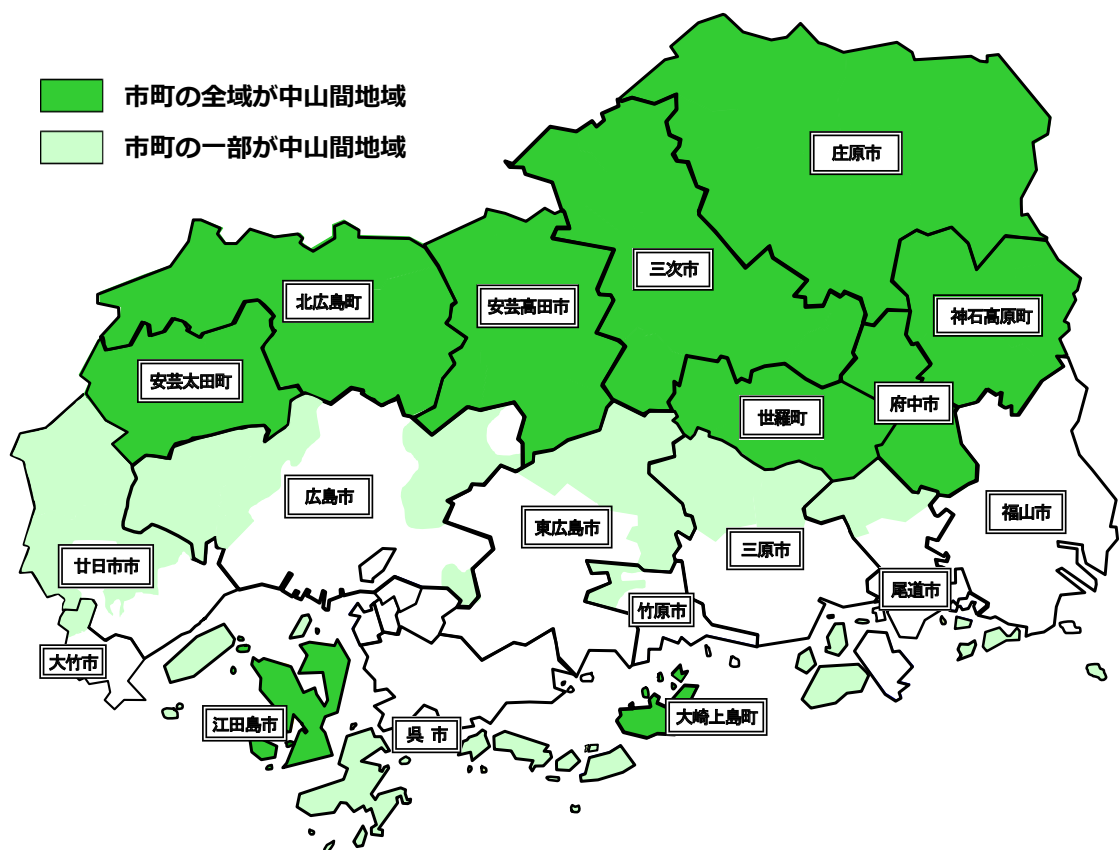 市町の全域が中山間地域
市町の一部が中山間地域
庄原市
三次市
北広島町
安芸高田市
神石高原町
安芸太田町
府中市
世羅町
広島市
東広島市
福山市
三原市
廿日市市
尾道市
竹原市
大竹市
江田島市
大崎上島町
呉 市